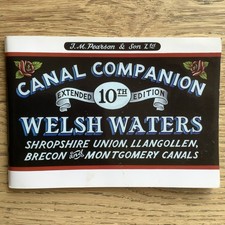 J.M. Pearson & Son Ltd
CANAL COMPANION
EXTENDED 10TH EDITION
WELSH WATERS
SHROPSHIRE UNION, LLANGOLLEN,
BRECON and MONTGOMERY CANALS